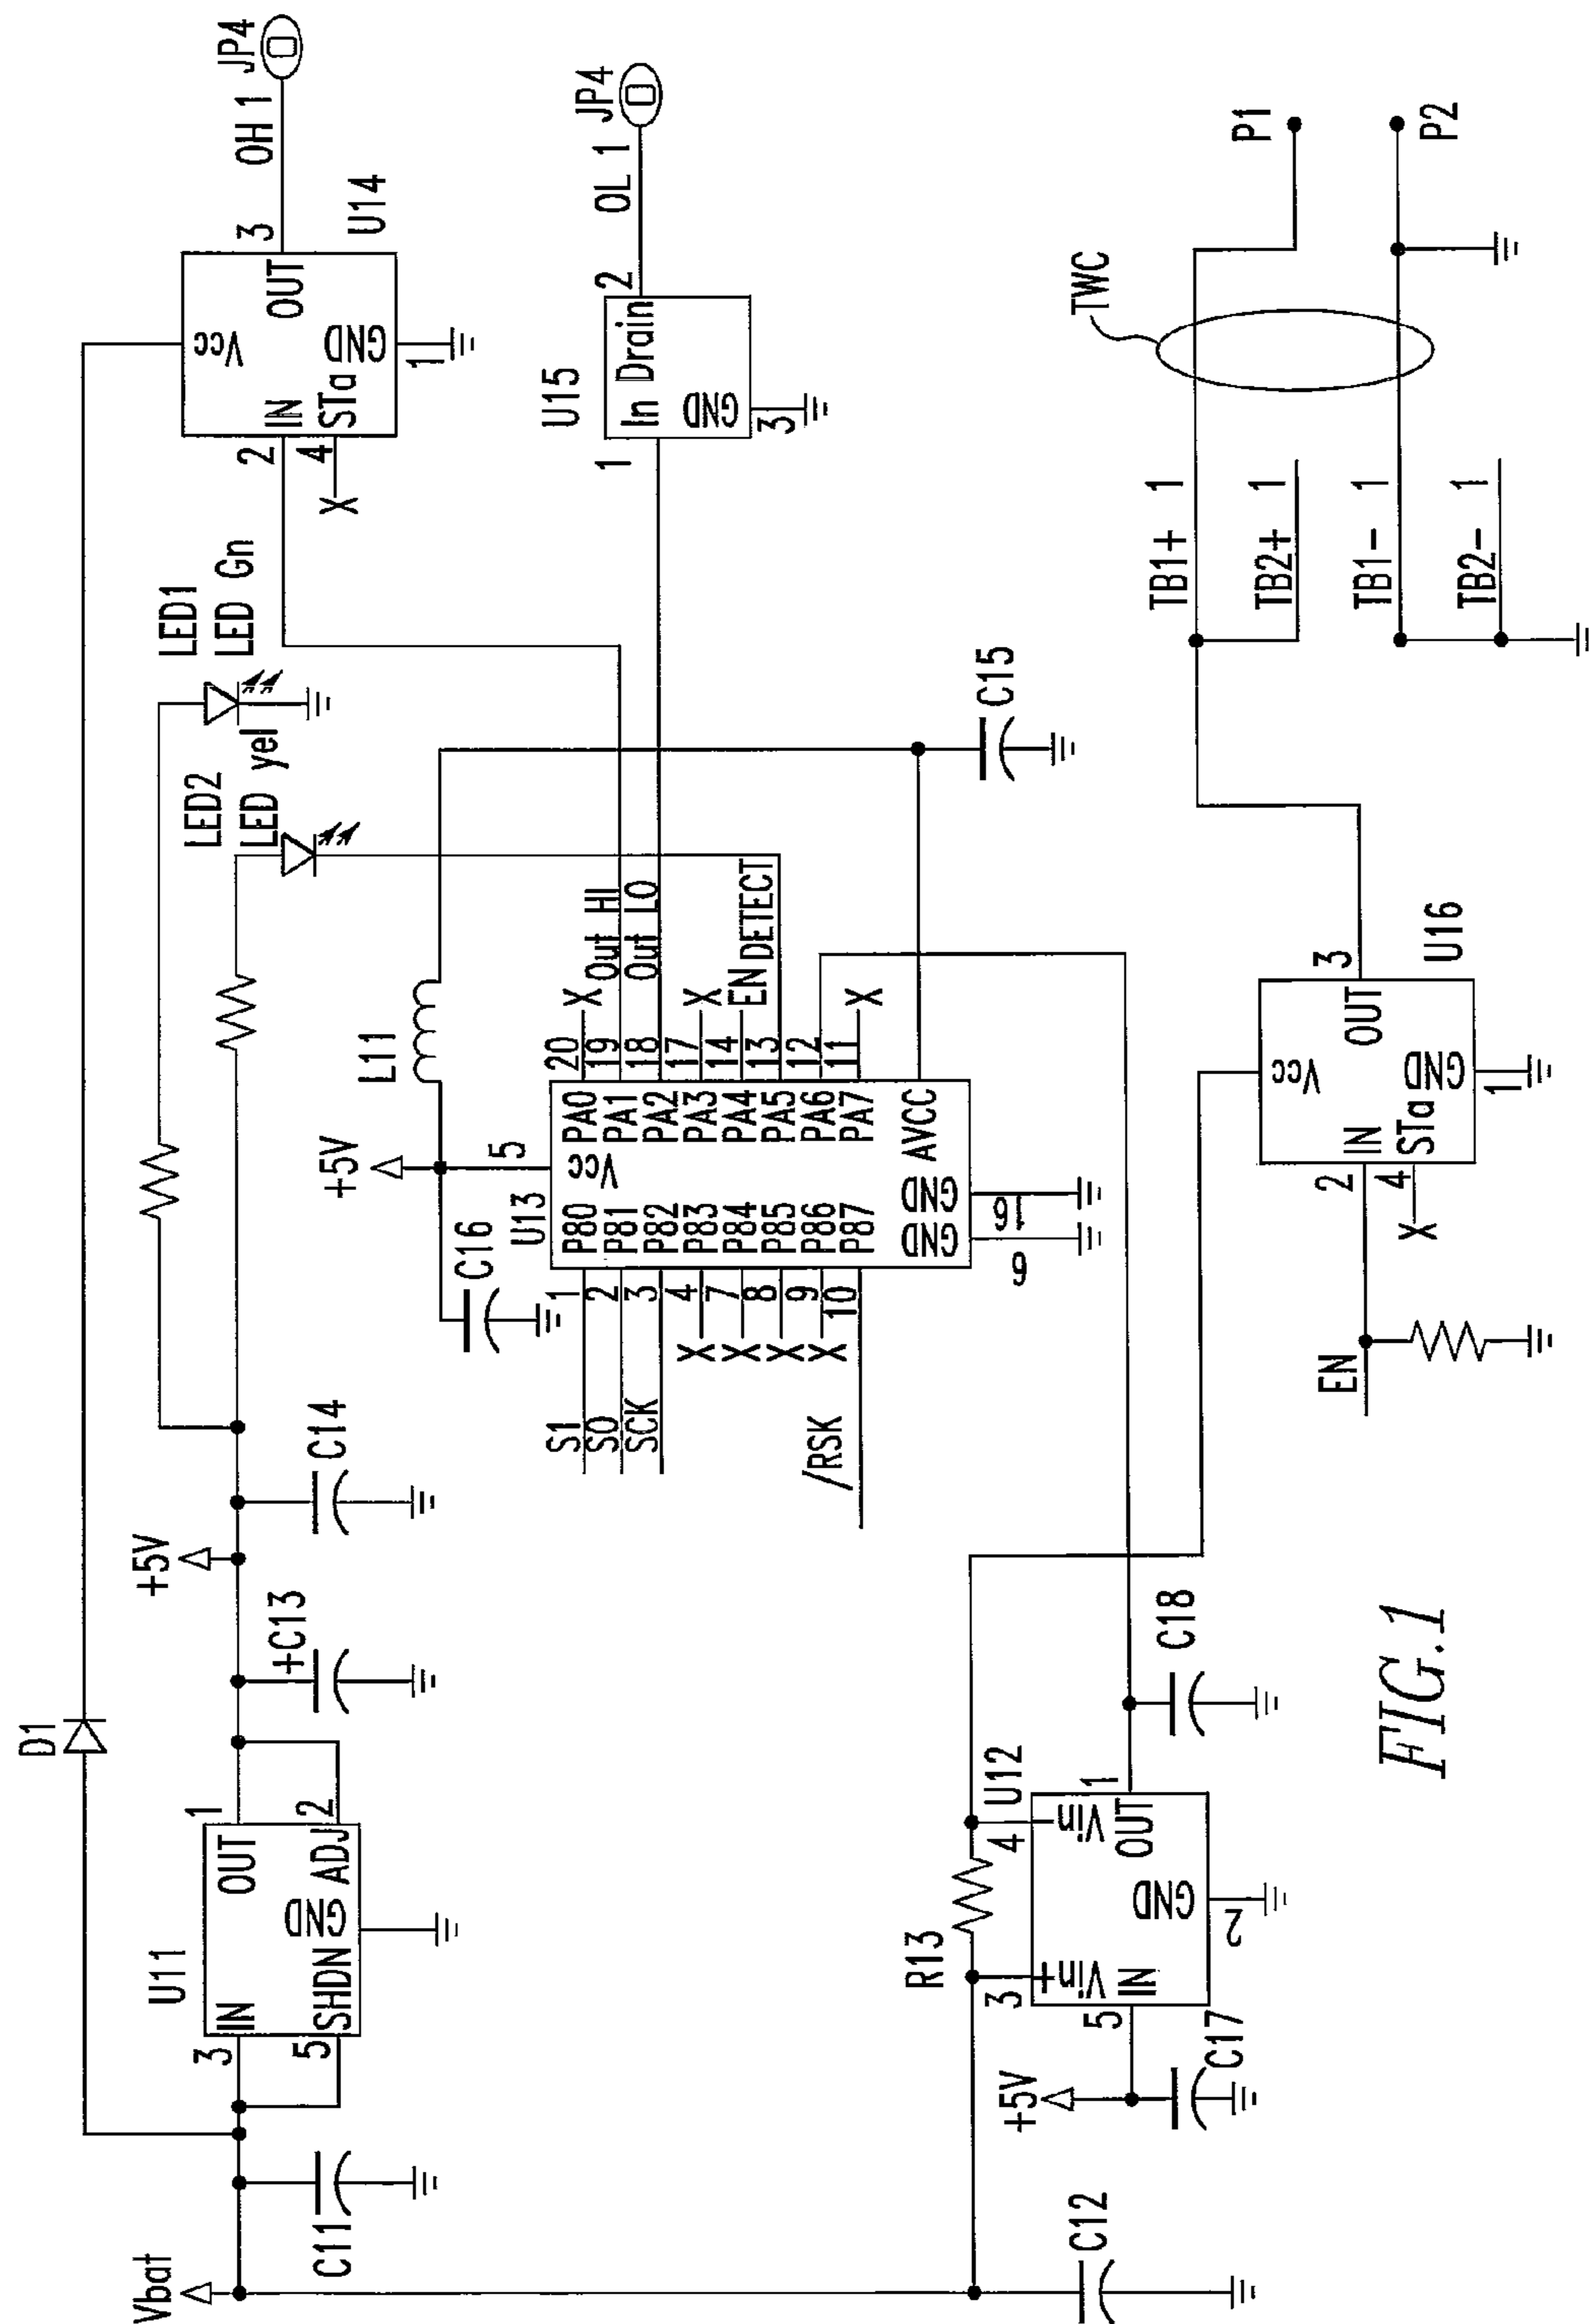 D1
Vbat
C11
U11
3 IN
5 SHDN
GND
OUT 1
ADJ 2
+C13
+5V
C14
LED2
LED yel
LED1
LED Gn
Vcc
2 IN
4 STa
X
OUT 3
GND
1
U14
OH 1
JP4
U15
1 In Drain 2
GND
3
OL 1
JP4
+5V
L11
C16
U13
5
Vcc
S1 1 P80
S0 2 P81
SCK 3 P82
X 4 P83
X 7 P84
X 8 P85
X 9 P86
/RSK 10 P87
PA0 20 X
PA1 19 Out HI
PA2 18 Out LO
PA3 17 X
PA4 14 EN
PA5 13 DETECT
PA6 12
PA7 11 X
AVCC
GND GND
6 16
C15
C12
R13
U12
3 Vin+
4 Vin-
5 IN
OUT 1
GND
2
+5V
C17
C18
EN
2 IN
4 STa
X
Vcc
OUT 3
GND
1
U16
TB1+ 1
TB2+ 1
TB1- 1
TB2- 1
TWC
P1
P2
FIG.1